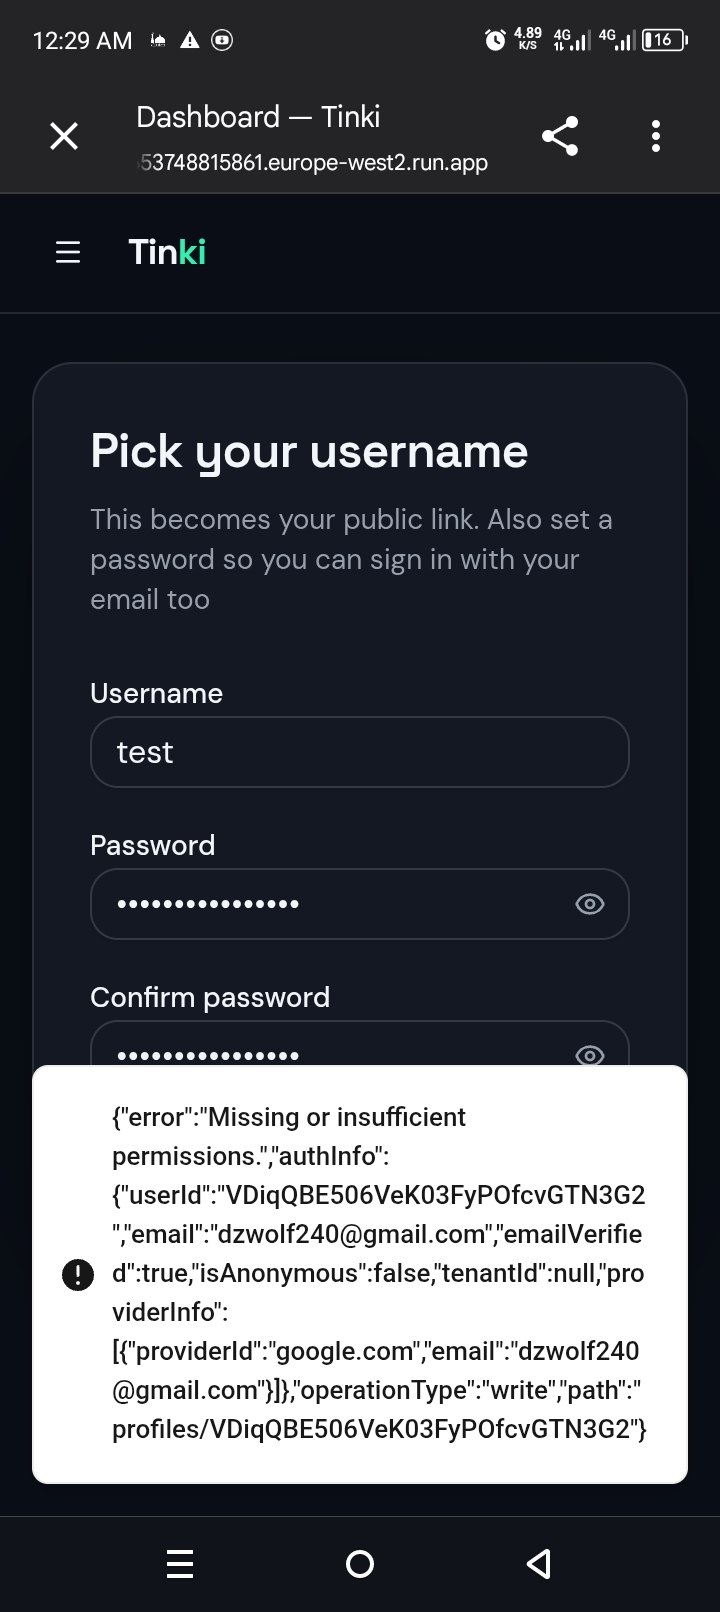 12:29 AM
4.89 K/S 4G 4G 16
Dashboard — Tinki
53748815861.europe-west2.run.app
Tinki
Pick your username
This becomes your public link. Also set a
password so you can sign in with your
email too
Username
test
Password
••••••••••••••••
Confirm password
••••••••••••••••
{"error":"Missing or insufficient
permissions.","authInfo":
{"userId":"VDiqQBE506VeK03FyPOfcvGTN3G2
","email":"dzwolf240@gmail.com","emailVerifie
d":true,"isAnonymous":false,"tenantId":null,"pro
viderInfo":
[{"providerId":"google.com","email":"dzwolf240
@gmail.com"}]},"operationType":"write","path":"
profiles/VDiqQBE506VeK03FyPOfcvGTN3G2"}